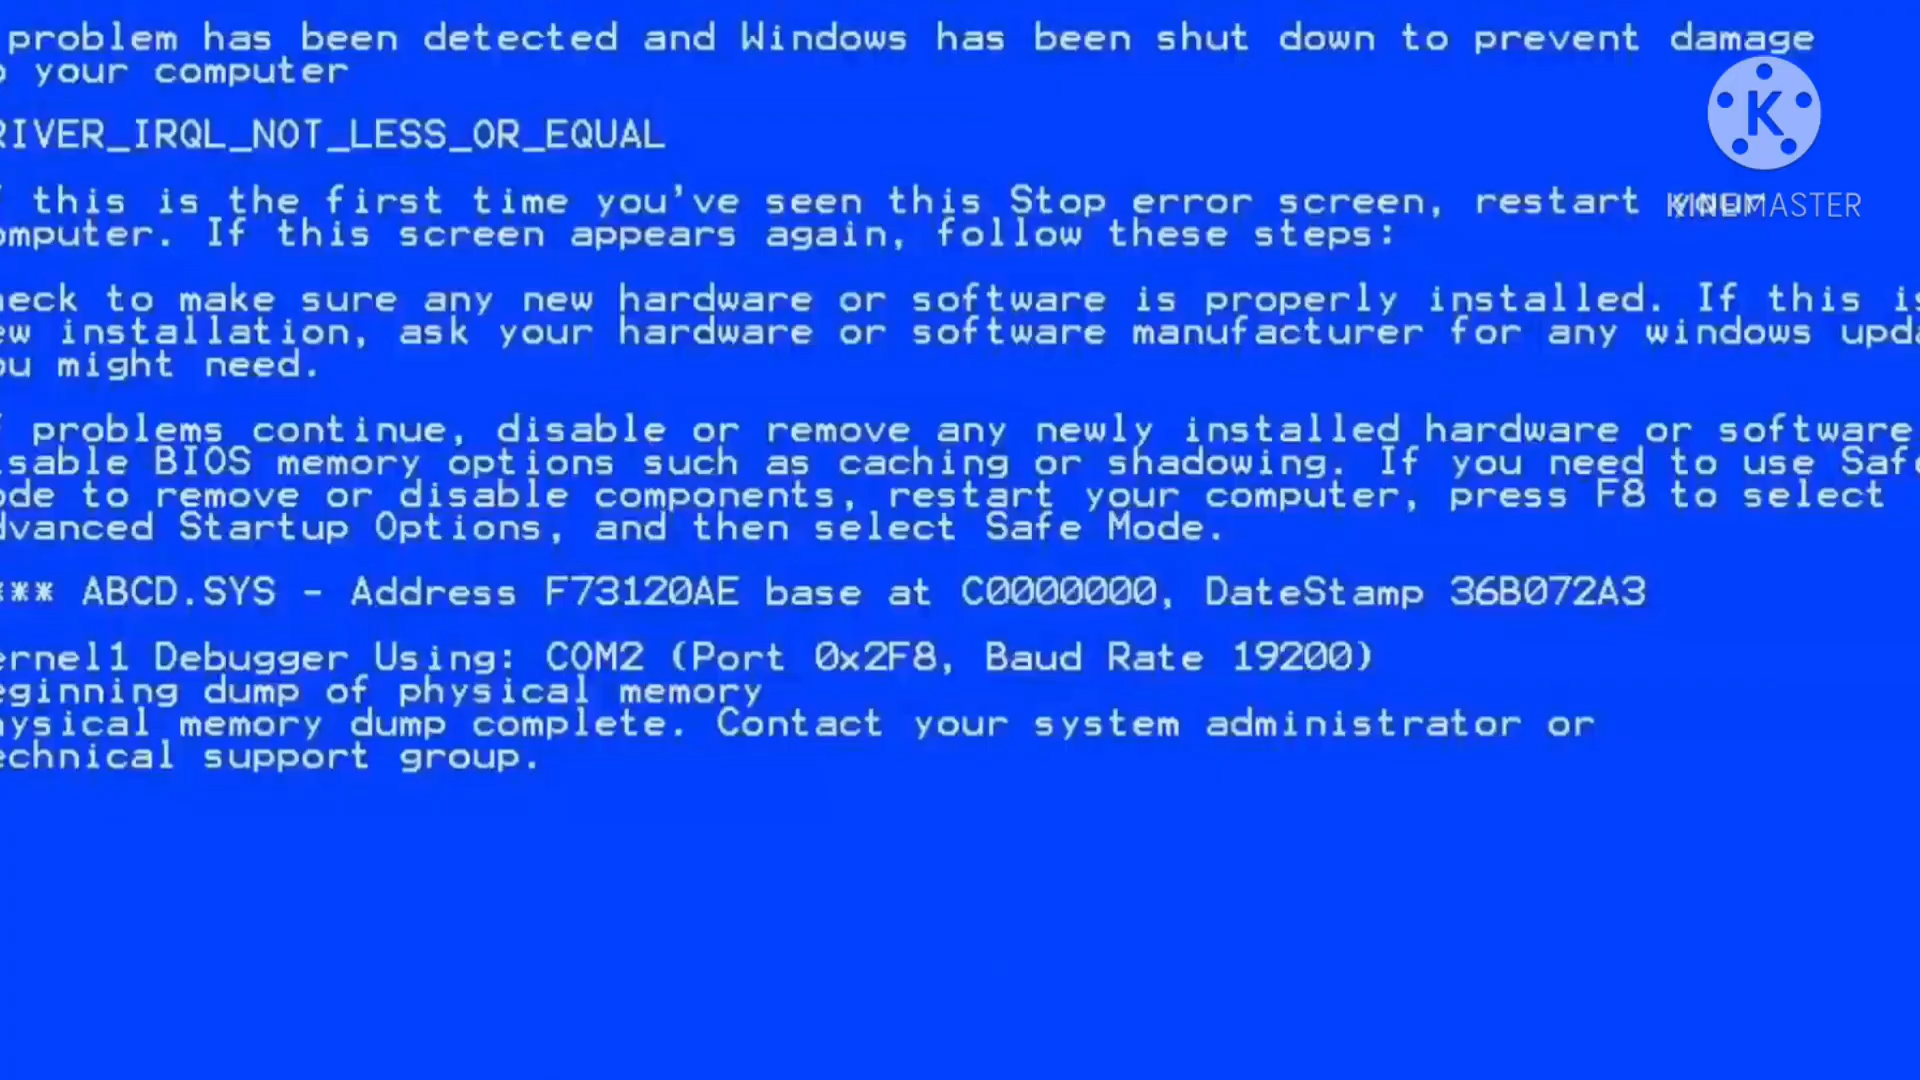 problem has been detected and Windows has been shut down to prevent damage
your computer
RIVER_IRQL_NOT_LESS_OR_EQUAL
this is the first time you've seen this Stop error screen, restart your
omputer. If this screen appears again, follow these steps:
heck to make sure any new hardware or software is properly installed. If this is
ew installation, ask your hardware or software manufacturer for any windows upda
ou might need.
problems continue, disable or remove any newly installed hardware or software
isable BIOS memory options such as caching or shadowing. If you need to use Safe
ode to remove or disable components, restart your computer, press F8 to select
dvanced Startup Options, and then select Safe Mode.
*** ABCD.SYS - Address F73120AE base at C0000000, DateStamp 36B072A3
ernel1 Debugger Using: COM2 (Port 0x2F8, Baud Rate 19200)
eginning dump of physical memory
hysical memory dump complete. Contact your system administrator or
echnical support group.
K
KINEMASTER